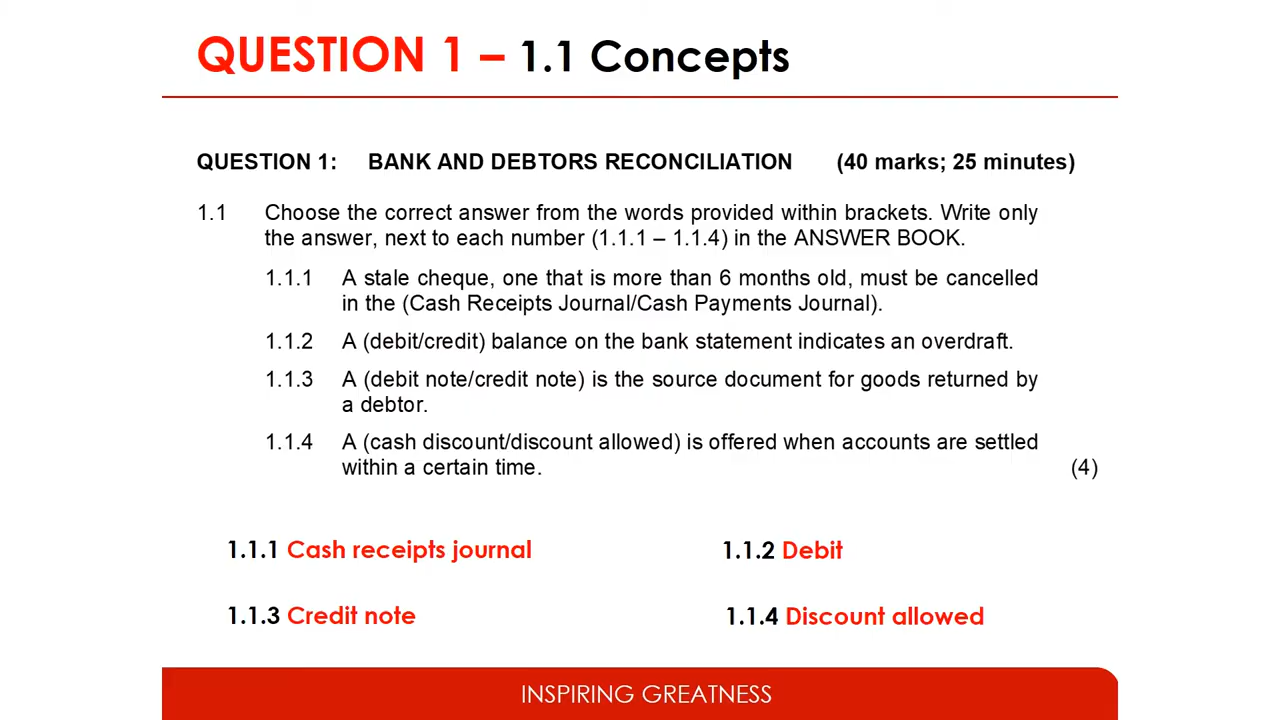 QUESTION 1 – 1.1 Concepts
QUESTION 1: BANK AND DEBTORS RECONCILIATION (40 marks; 25 minutes)
1.1 Choose the correct answer from the words provided within brackets. Write only
the answer, next to each number (1.1.1 – 1.1.4) in the ANSWER BOOK.
1.1.1 A stale cheque, one that is more than 6 months old, must be cancelled
in the (Cash Receipts Journal/Cash Payments Journal).
1.1.2 A (debit/credit) balance on the bank statement indicates an overdraft.
1.1.3 A (debit note/credit note) is the source document for goods returned by
a debtor.
1.1.4 A (cash discount/discount allowed) is offered when accounts are settled
within a certain time. (4)
1.1.1 Cash receipts journal 1.1.2 Debit
1.1.3 Credit note 1.1.4 Discount allowed
INSPIRING GREATNESS